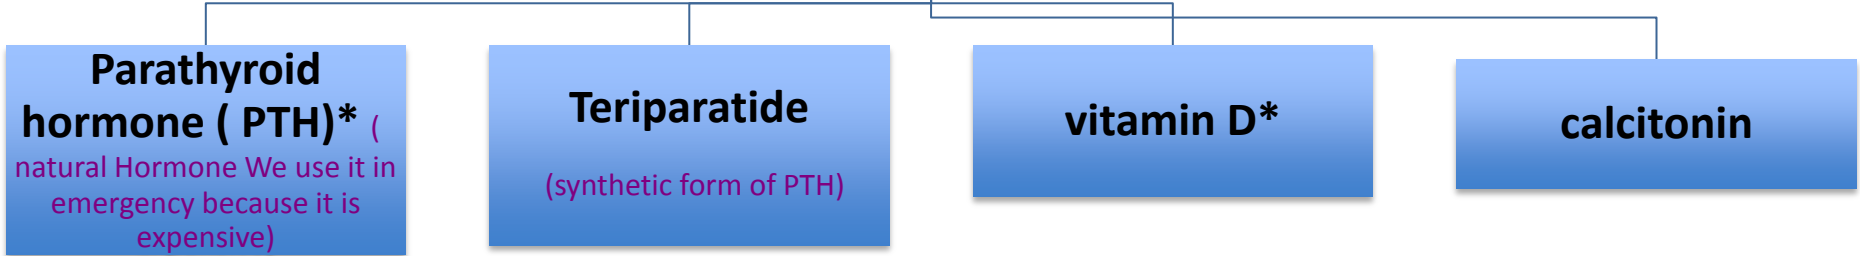 Parathyroid
hormone ( PTH)* (
natural Hormone We use it in
emergency because it is
expensive)
Teriparatide
(synthetic form of PTH)
vitamin D*
calcitonin